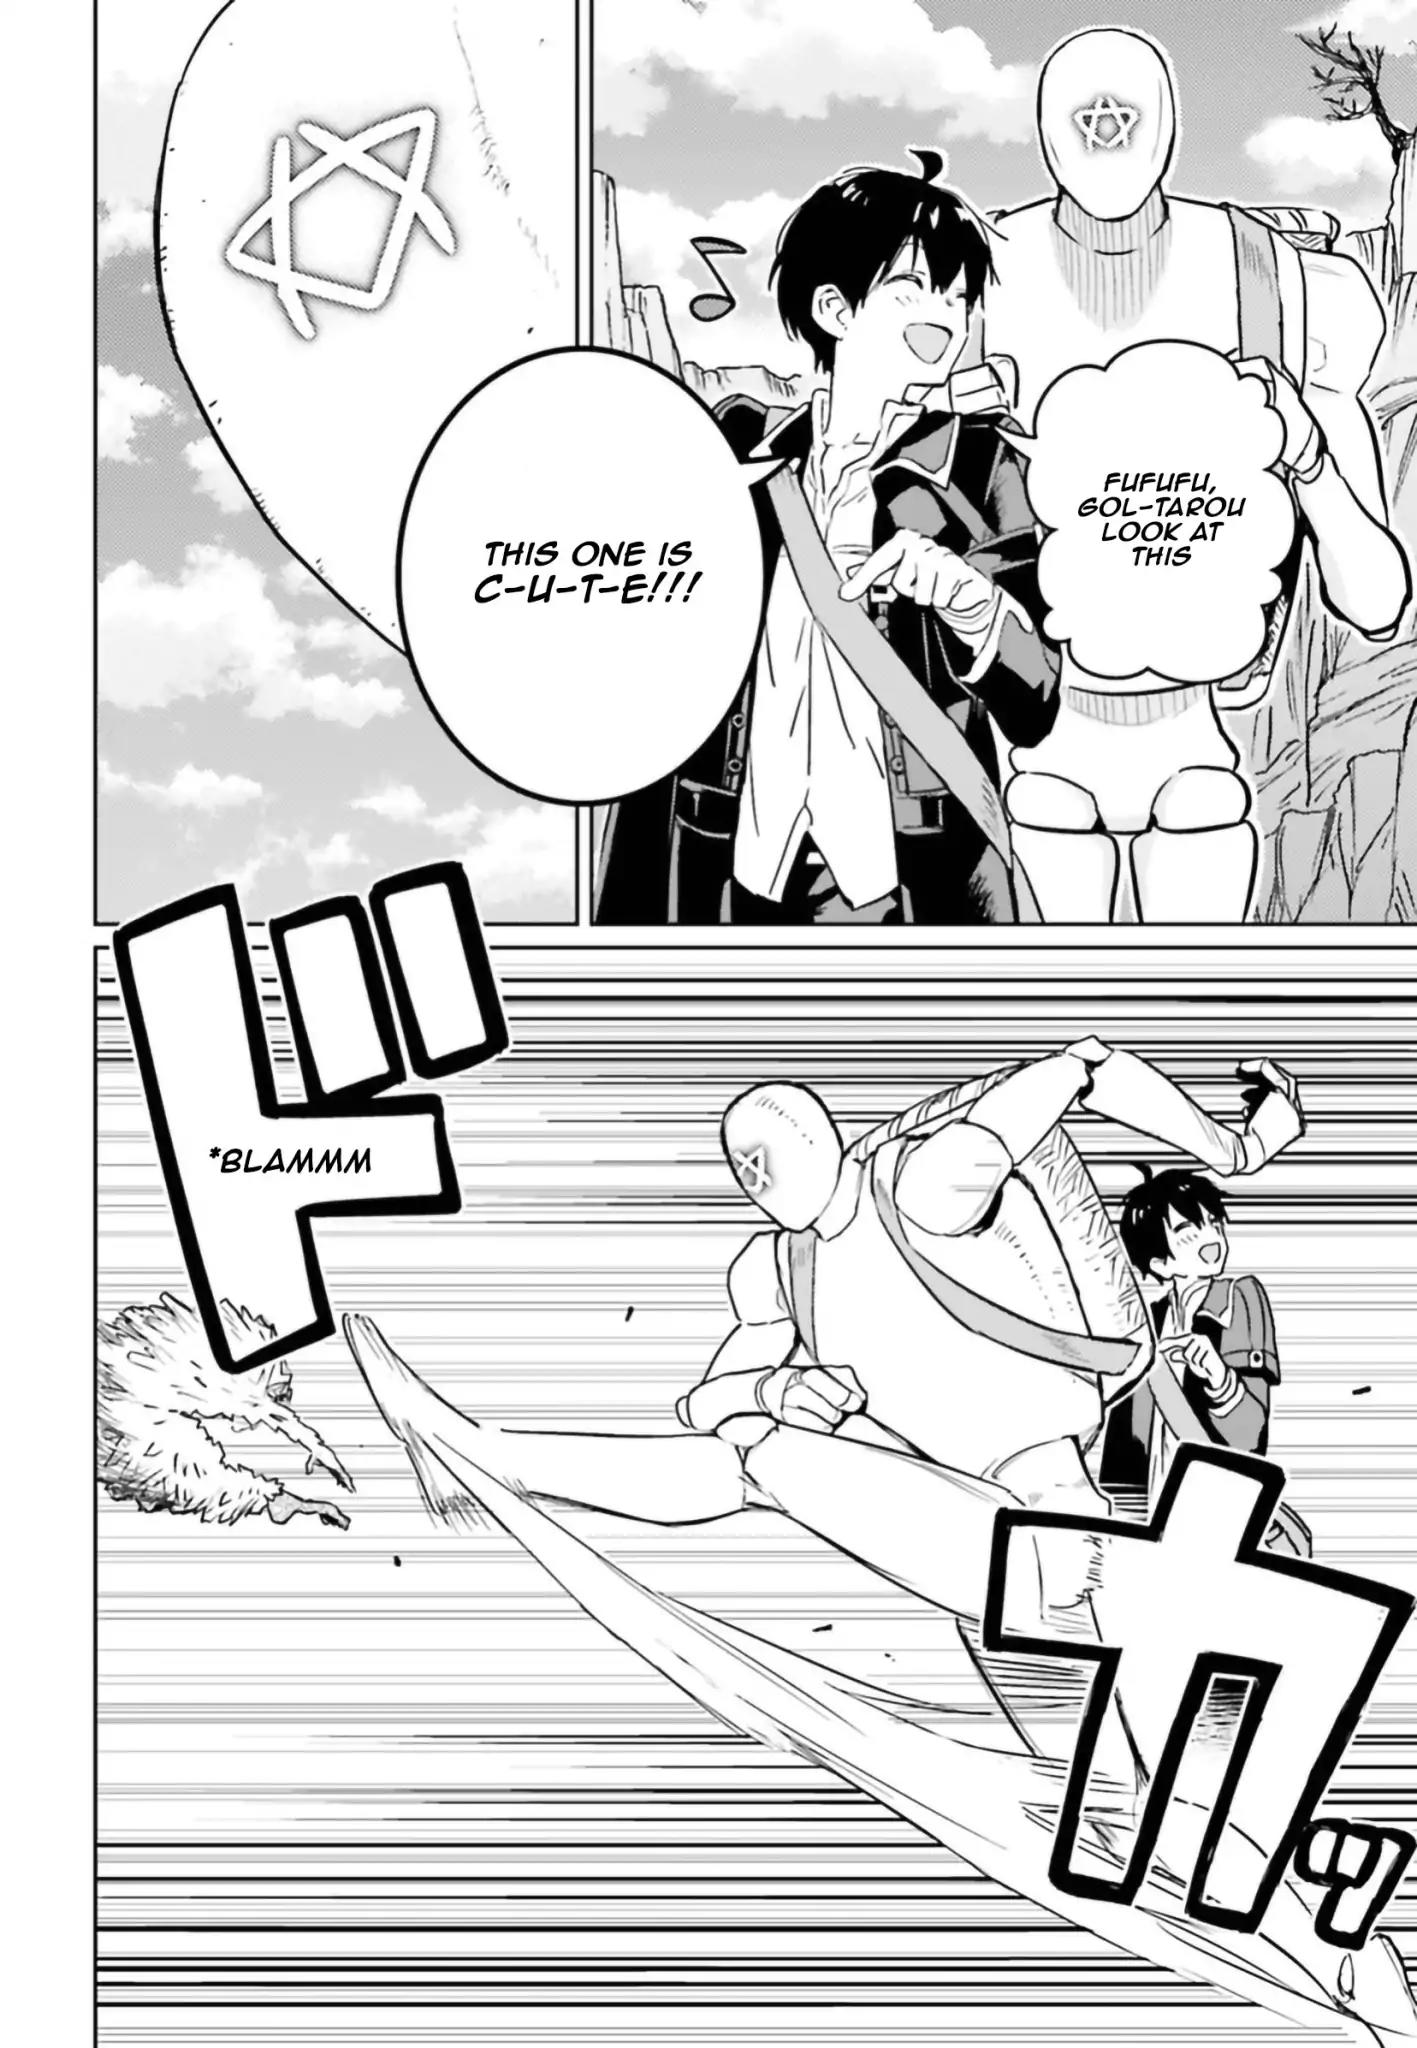 FUFUFU,
GOL-TAROU
LOOK AT
THIS
THIS ONE IS
C-U-T-E!!!
ドカッ
*BLAMMM